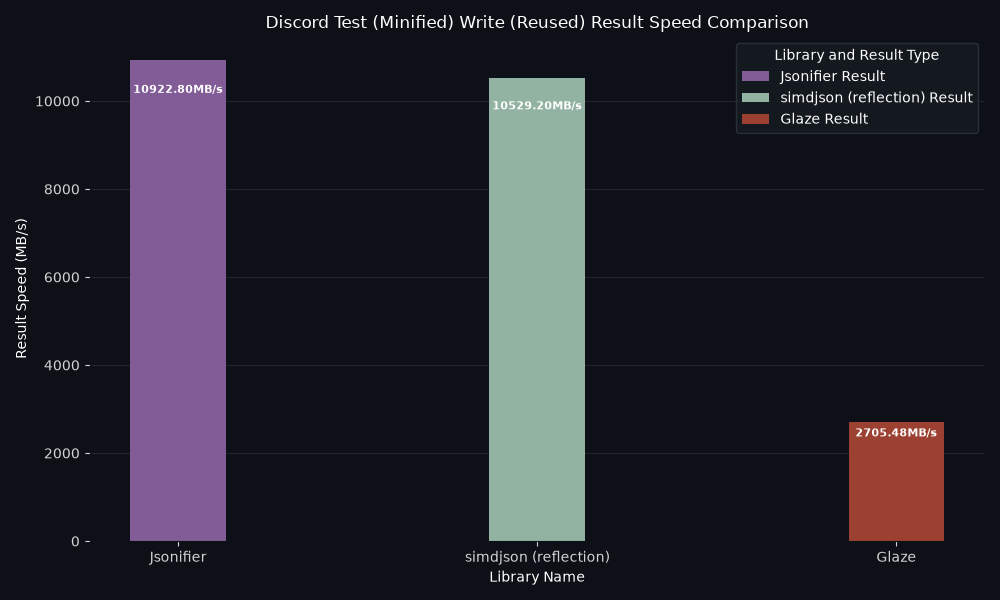 Discord Test (Minified) Write (Reused) Result Speed Comparison
Library and Result Type
Jsonifier Result
simdjson (reflection) Result
Glaze Result
10922.80MB/s
10529.20MB/s
2705.48MB/s
Result Speed (MB/s)
10000
8000
6000
4000
2000
0
Jsonifier
simdjson (reflection)
Glaze
Library Name